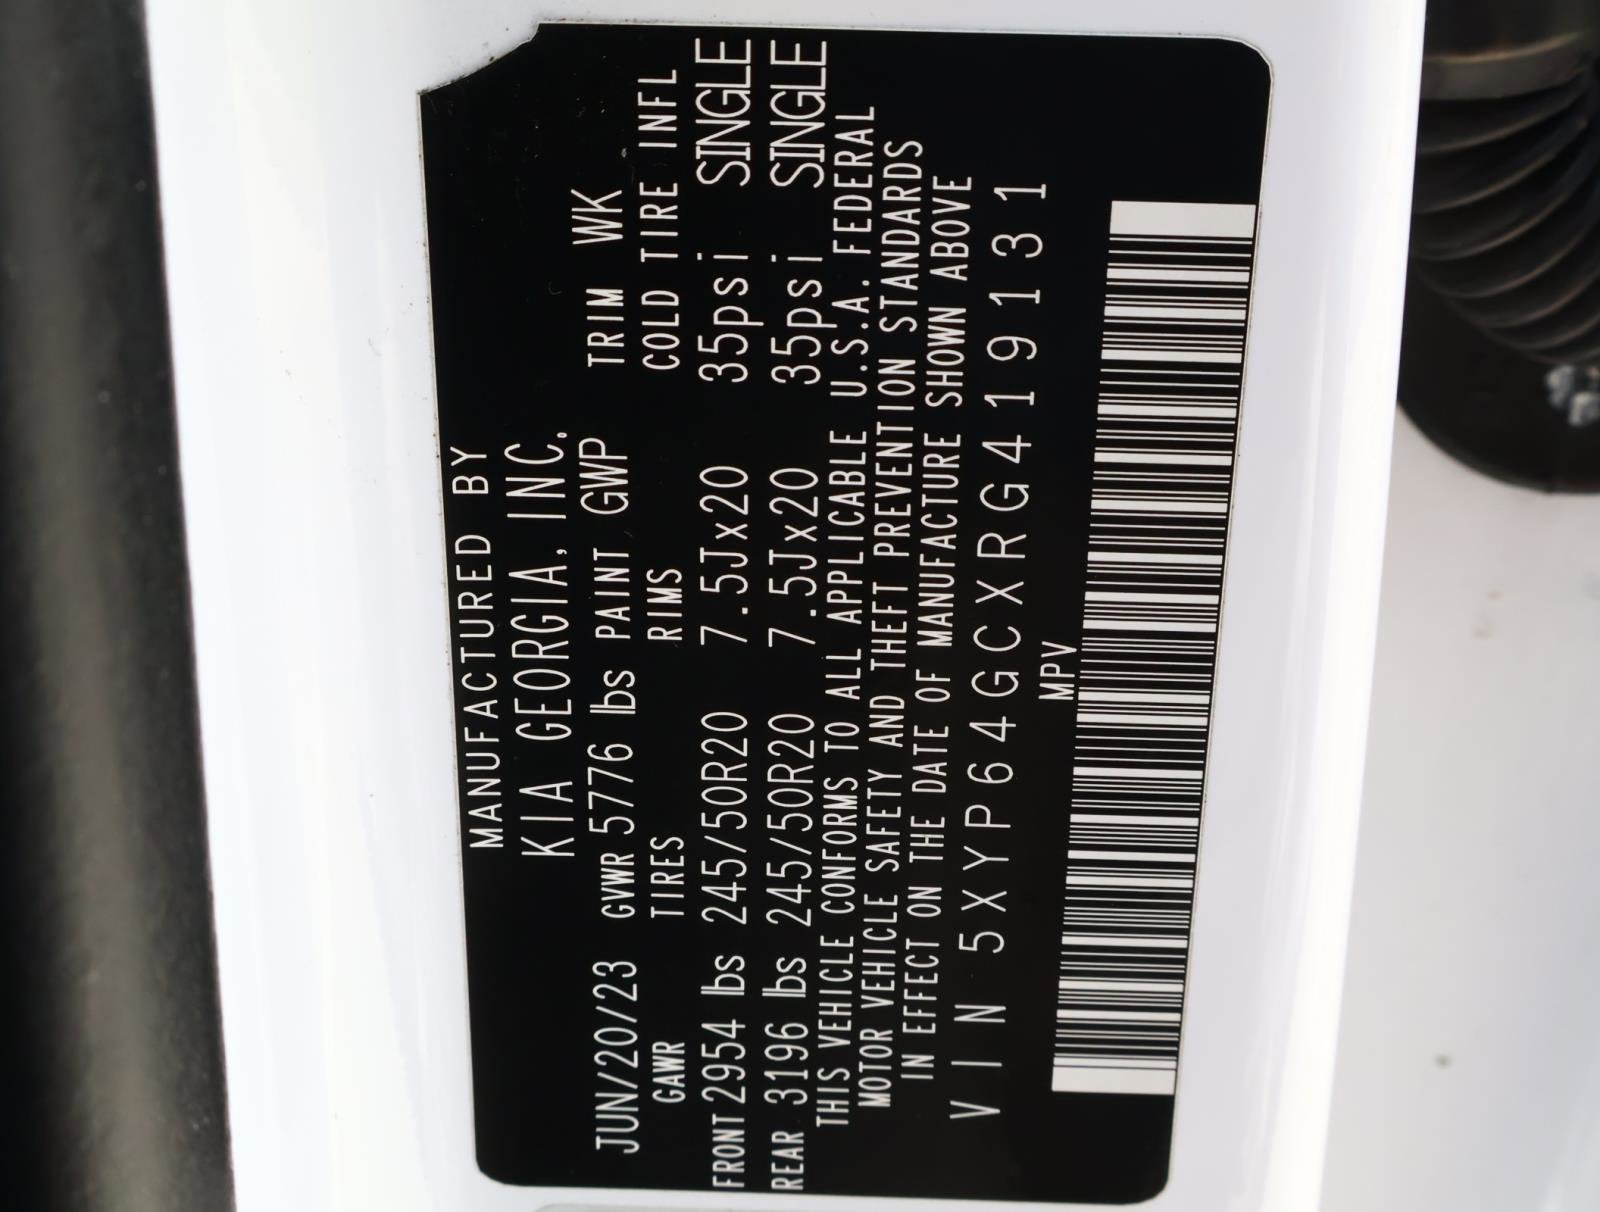 MANUFACTURED BY
KIA GEORGIA, INC.
JUN/20/23 GVWR 5776 lbs PAINT GWP TRIM WK
GAWR TIRES RIMS COLD TIRE INFL
FRONT 2954 lbs 245/50R20 7.5Jx20 35psi SINGLE
REAR 3196 lbs 245/50R20 7.5Jx20 35psi SINGLE
THIS VEHICLE CONFORMS TO ALL APPLICABLE U.S.A. FEDERAL
MOTOR VEHICLE SAFETY AND THEFT PREVENTION STANDARDS
IN EFFECT ON THE DATE OF MANUFACTURE SHOWN ABOVE
VIN 5XYP64GCXRG419131
MPV